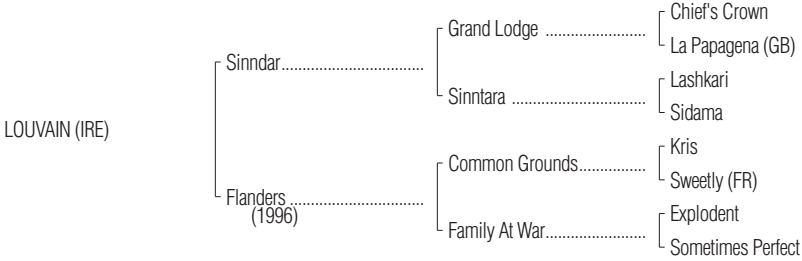 Chief's Crown
Grand Lodge ........................
La Papagena (GB)
Sinndar..................................
Lashkari
Sinntara ................................
Sidama
LOUVAIN (IRE)
Kris
Common Grounds................
Sweetly (FR)
Flanders ................................
(1996)
Explodent
Family At War........................
Sometimes Perfect